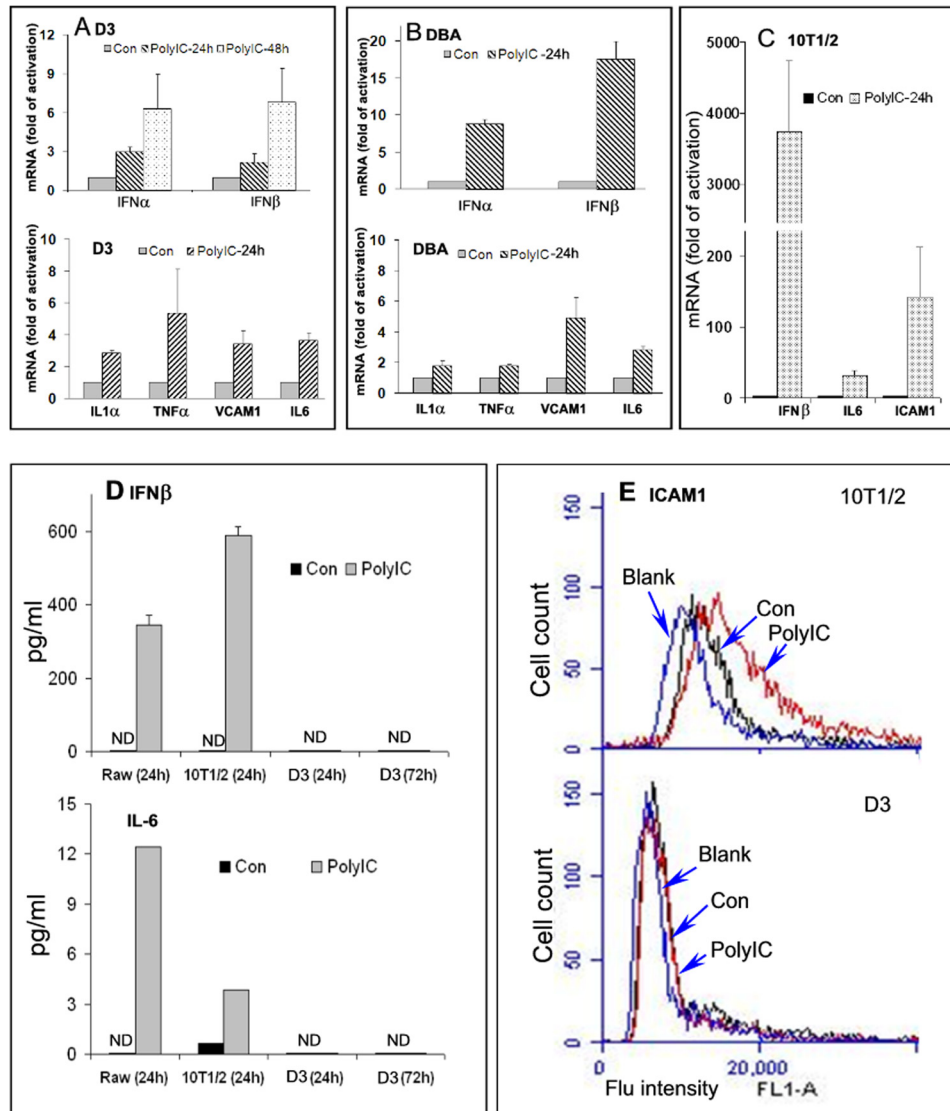 A D3
Con PolyIC-24h PolyIC-48h
mRNA (fold of activation)
12
9
6
3
0
IFNα IFNβ
D3
Con PolyIC-24h
mRNA (fold of activation)
10
8
6
4
2
0
IL1α TNFα VCAM1 IL6
B DBA
Con PolyIC-24h
mRNA (fold of activation)
20
15
10
5
0
IFNα IFNβ
DBA
Con PolyIC-24h
mRNA (fold of activation)
10
8
6
4
2
0
IL1α TNFα VCAM1 IL6
C 10T1/2
Con PolyIC-24h
mRNA (fold of activation)
5000
4000
3000
200
100
0
IFNβ IL6 ICAM1
D IFNβ
Con PolyIC
pg/ml
600
400
200
0
ND ND ND ND
Raw (24h) 10T1/2 (24h) D3 (24h) D3 (72h)
IL-6
Con PolyIC
pg/ml
15
12
9
6
3
0
ND ND ND
Raw (24h) 10T1/2 (24h) D3 (24h) D3 (72h)
E ICAM1 10T1/2
Cell count
150
100
50
0
Blank
Con
PolyIC
D3
Cell count
150
100
50
0
Blank
Con
PolyIC
0 20,000
Flu intensity FL1-A